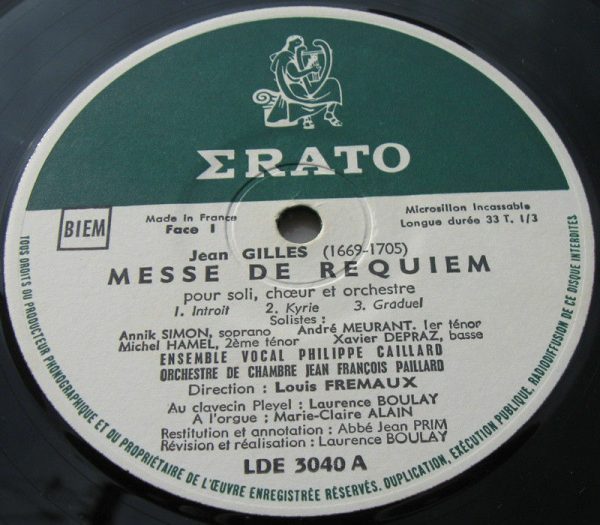 ΣRATO
BIEM
Made in France
Face 1
Microsillon Incassable
Longue durée 33 T. 1/3
Jean GILLES (1669-1705)
MESSE DE REQUIEM
pour soli, chœur et orchestre
1. Introit 2. Kyrie 3. Graduel
Solistes :
Annik SIMON, soprano André MEURANT, 1er ténor
Michel HAMEL, 2ème ténor Xavier DEPRAZ, basse
ENSEMBLE VOCAL PHILIPPE CAILLARD
ORCHESTRE DE CHAMBRE JEAN FRANÇOIS PAILLARD
Direction : Louis FREMAUX
Au clavecin Pleyel : Laurence BOULAY
A l'orgue : Marie-Claire ALAIN
Restitution et annotation : Abbé Jean PRIM
Révision et réalisation : Laurence BOULAY
LDE 3040 A
TOUS DROITS DU PRODUCTEUR PHONOGRAPHIQUE ET DU PROPRIÉTAIRE DE L'ŒUVRE ENREGISTRÉE RÉSERVÉS. DUPLICATION, EXÉCUTION PUBLIQUE, RADIODIFFUSION DE CE DISQUE INTERDITES